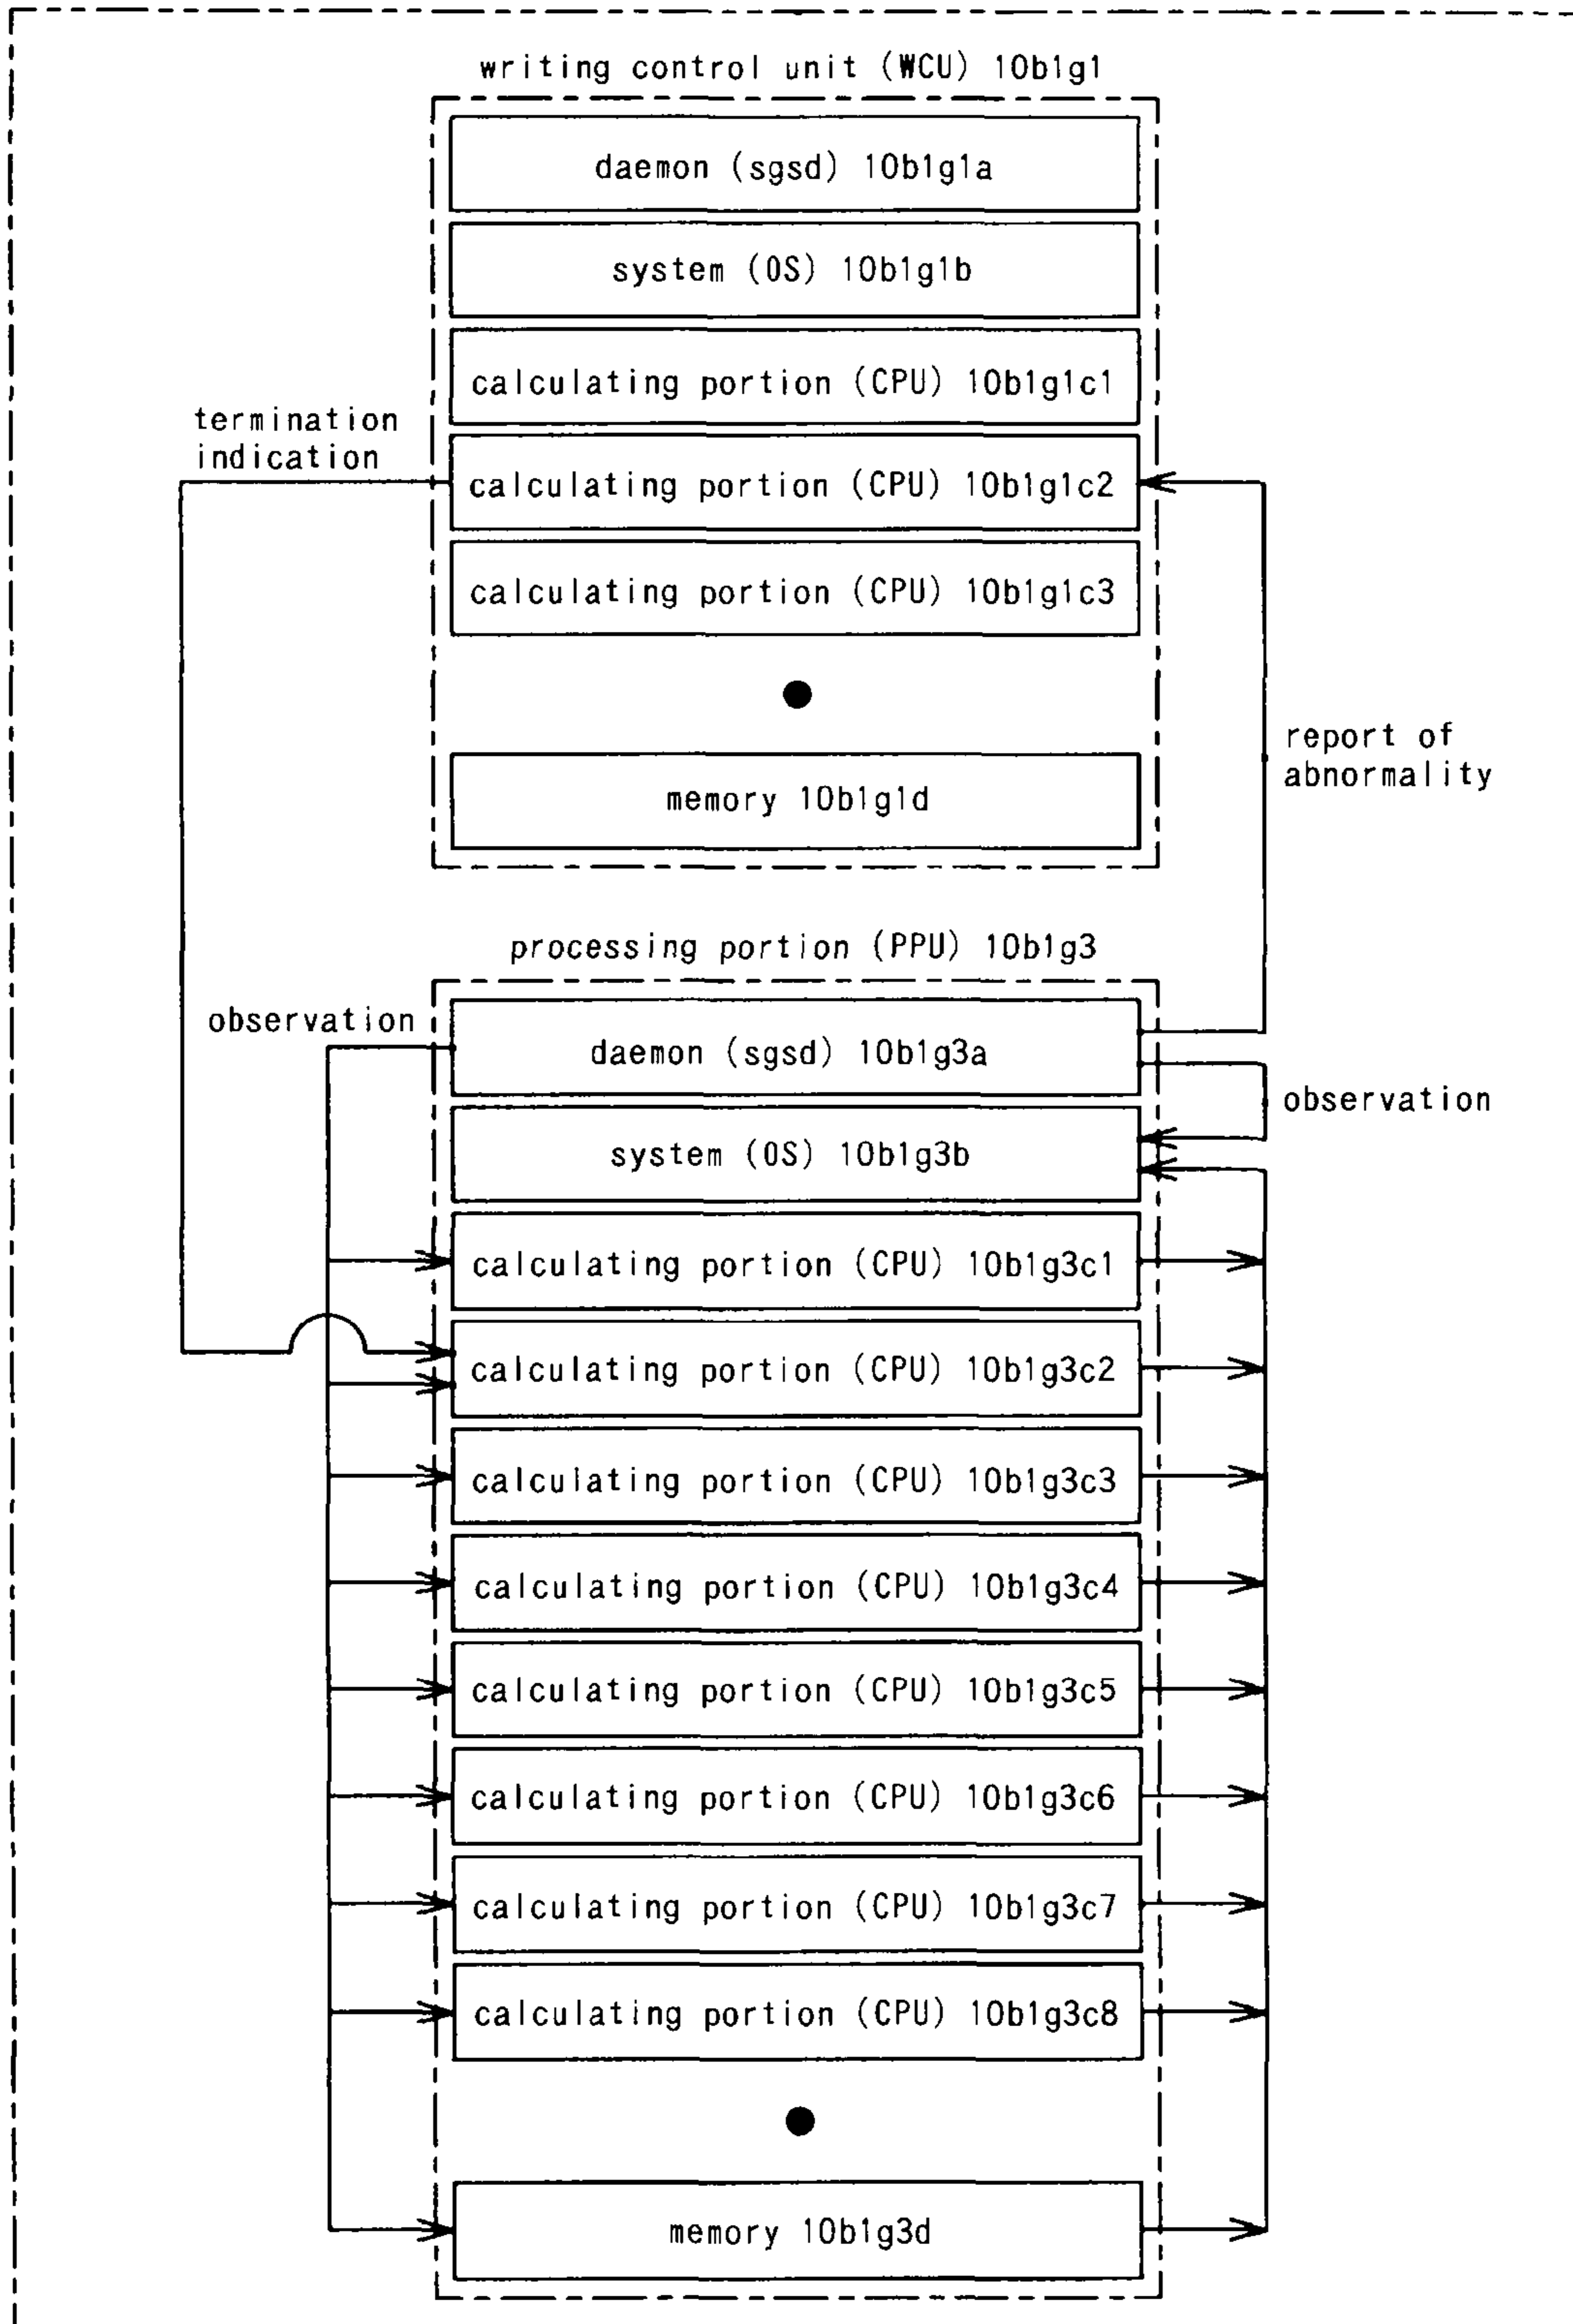 writing control unit (WCU) 10b1g1
daemon (sgsd) 10b1g1a
system (OS) 10b1g1b
calculating portion (CPU) 10b1g1c1
termination
indication
calculating portion (CPU) 10b1g1c2
calculating portion (CPU) 10b1g1c3
report of
abnormality
memory 10b1g1d
processing portion (PPU) 10b1g3
observation
daemon (sgsd) 10b1g3a
observation
system (OS) 10b1g3b
calculating portion (CPU) 10b1g3c1
calculating portion (CPU) 10b1g3c2
calculating portion (CPU) 10b1g3c3
calculating portion (CPU) 10b1g3c4
calculating portion (CPU) 10b1g3c5
calculating portion (CPU) 10b1g3c6
calculating portion (CPU) 10b1g3c7
calculating portion (CPU) 10b1g3c8
memory 10b1g3d